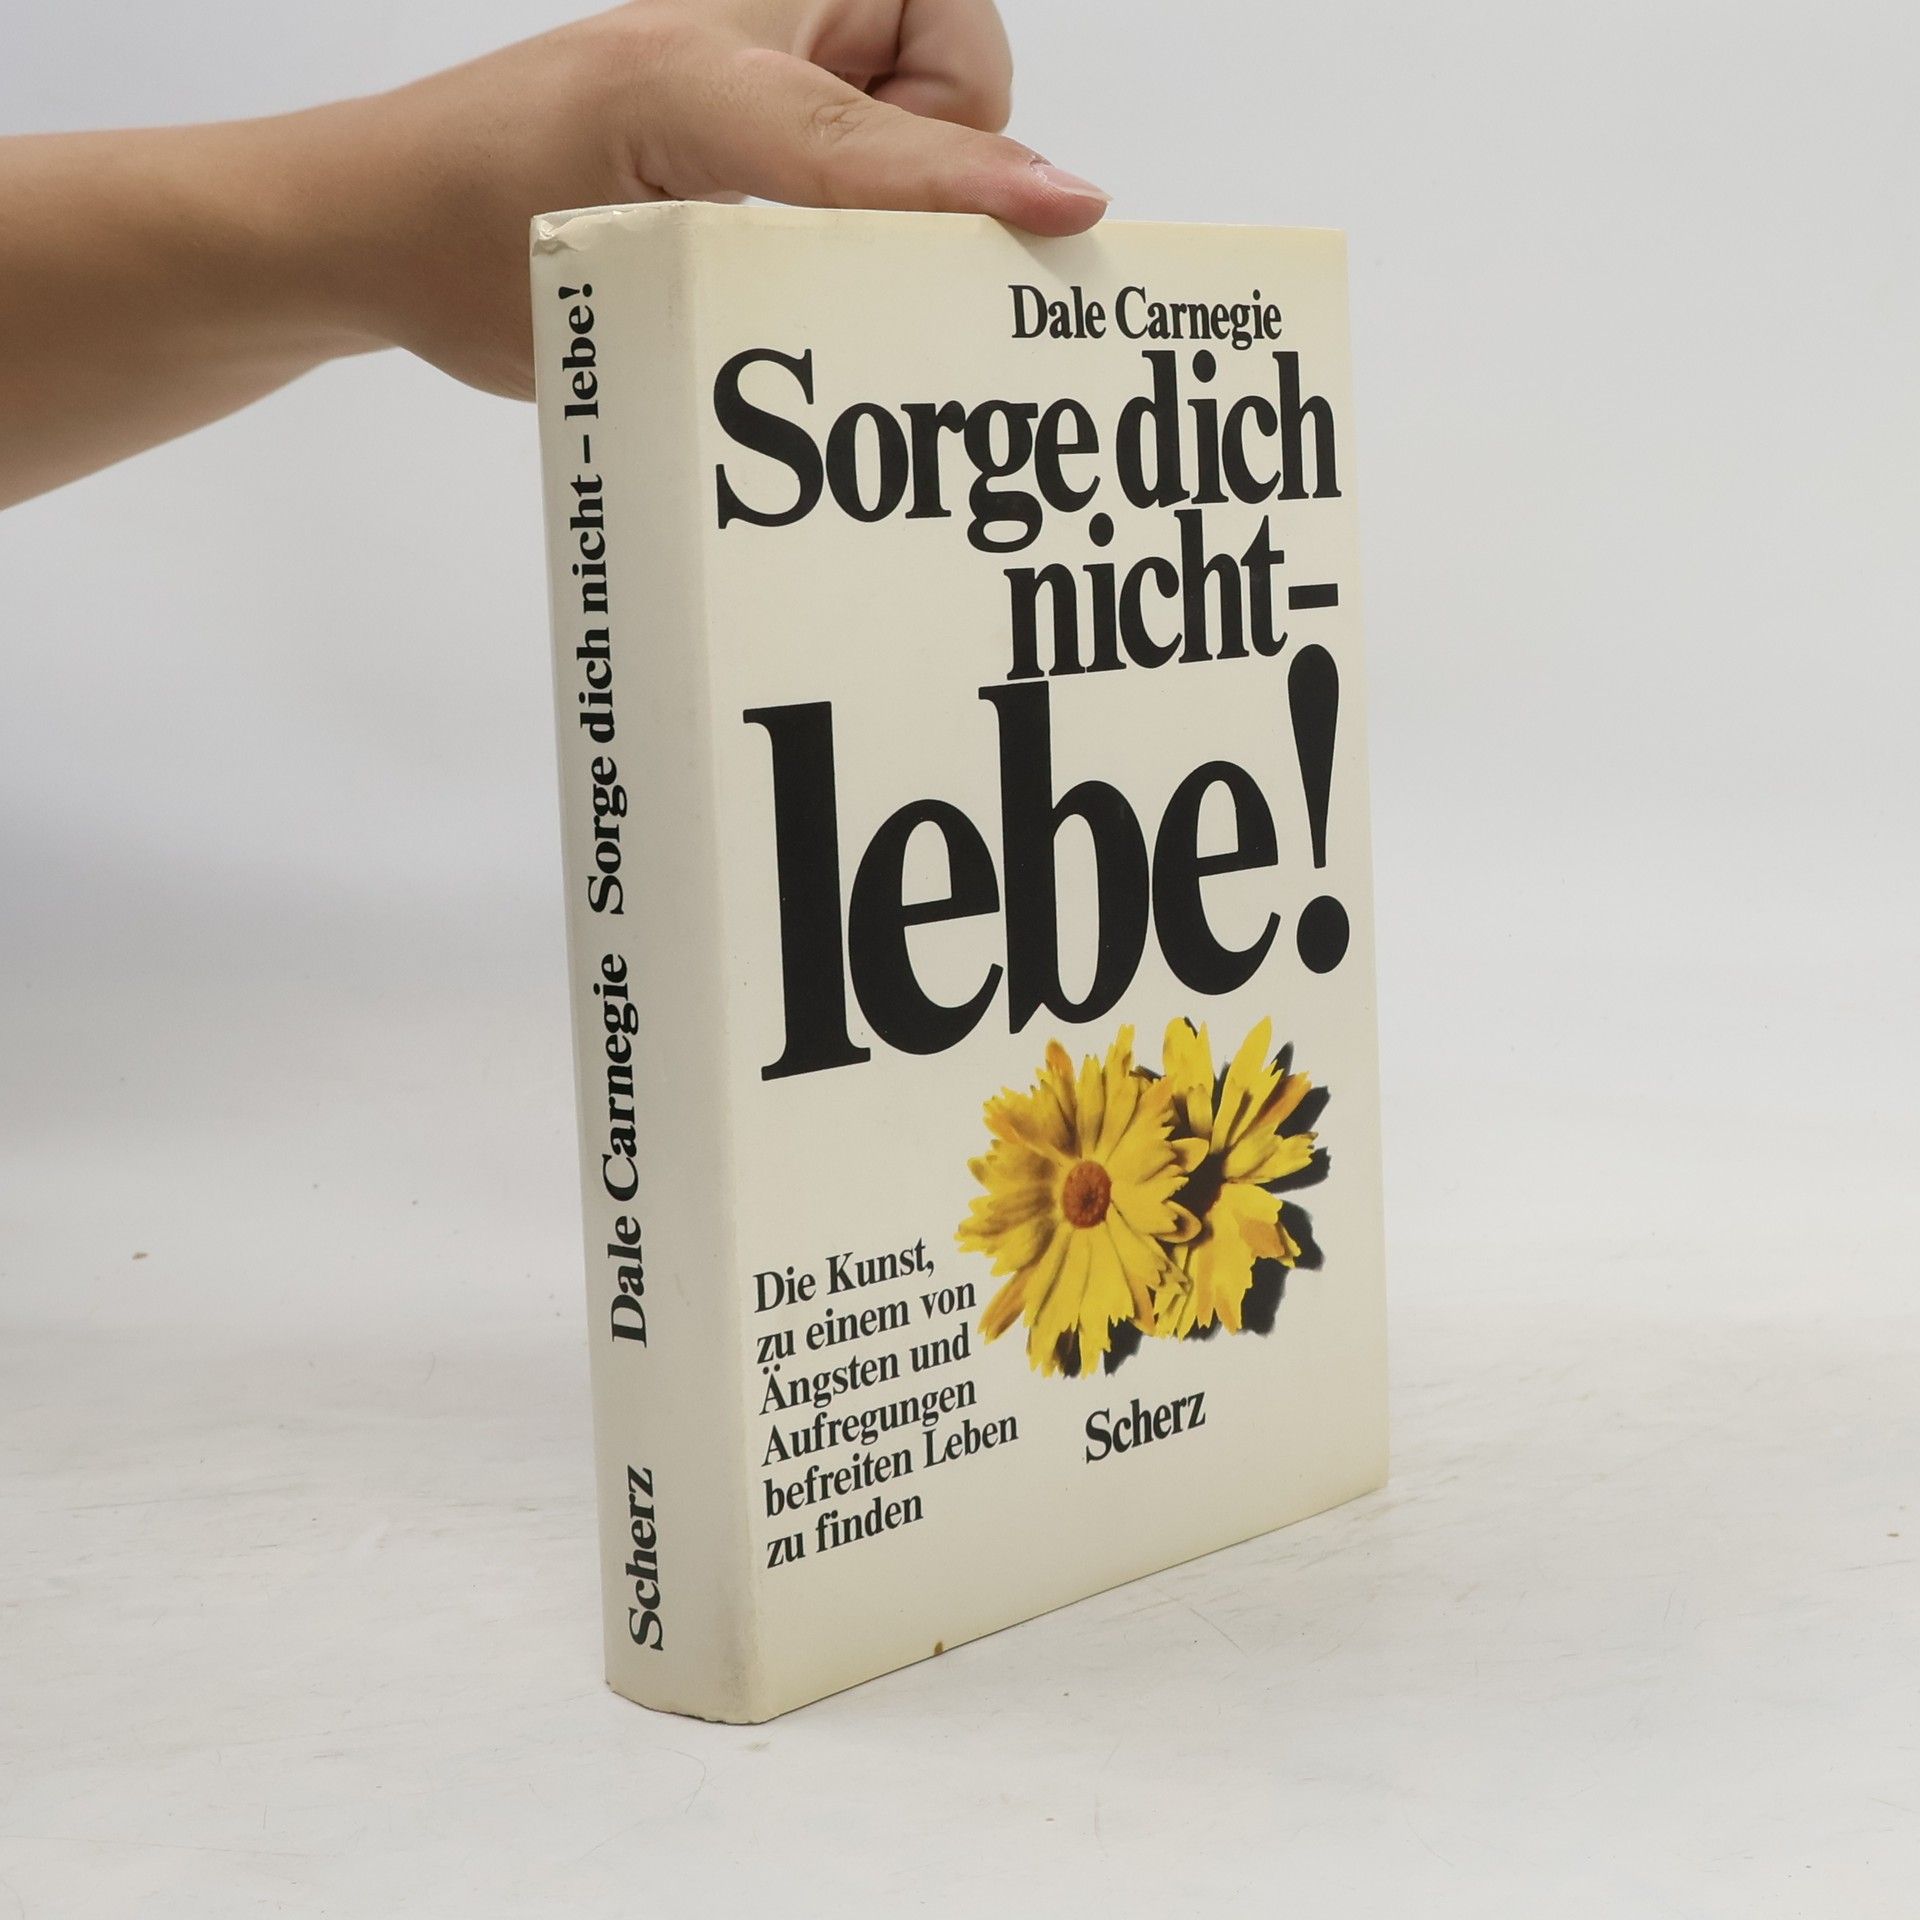 Dale Carnegie
Sorge dich
nicht–
lebe!
Die Kunst,
zu einem von
Ängsten und
Aufregungen
befreiten Leben
zu finden
Scherz
Scherz Dale Carnegie Sorge dich nicht – lebe!